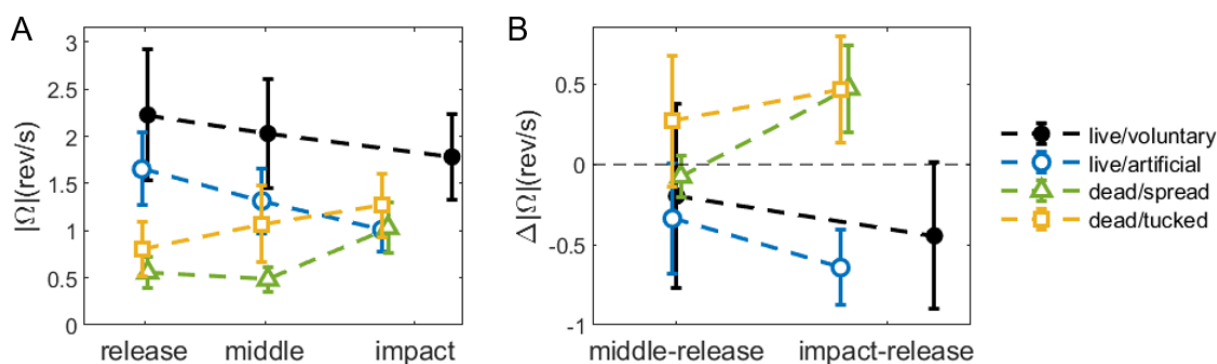 A
|Ω|(rev/s)
3
2.5
2
1.5
1
0.5
0
release middle impact
B
Δ|Ω|(rev/s)
0.5
0
-0.5
-1
middle-release impact-release
live/voluntary
live/artificial
dead/spread
dead/tucked